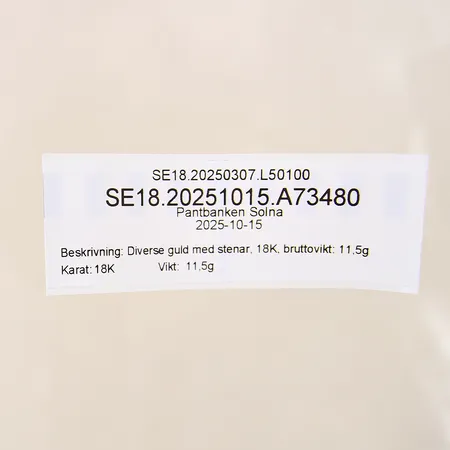 SE18.20250307.L50100
SE18.20251015.A73480
Pantbanken Solna
2025-10-15
Beskrivning: Diverse guld med stenar, 18K, bruttovikt: 11,5g
Karat: 18K Vikt: 11,5g